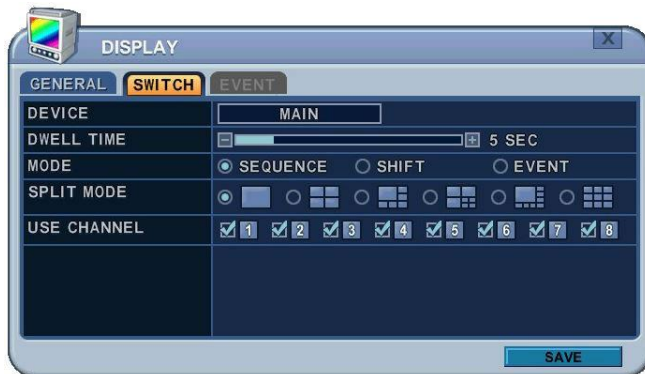 DISPLAY
X
GENERAL SWITCH EVENT
DEVICE MAIN
DWELL TIME 5 SEC
MODE SEQUENCE SHIFT EVENT
SPLIT MODE
USE CHANNEL 1 2 3 4 5 6 7 8
SAVE